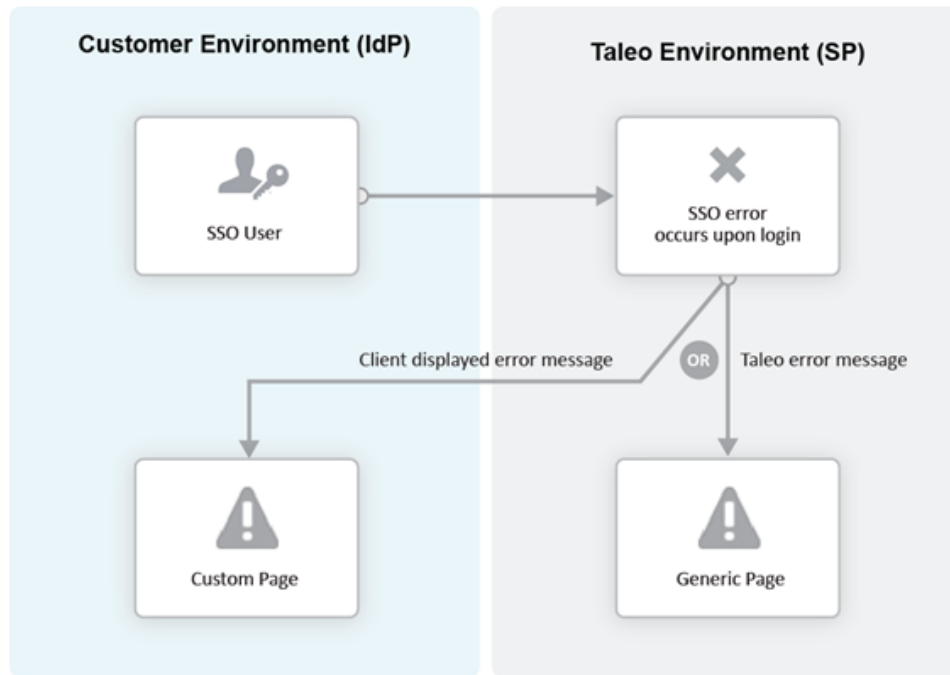 Customer Environment (IdP)
Taleo Environment (SP)
SSO User
SSO error
occurs upon login
Client displayed error message
OR
Taleo error message
Custom Page
Generic Page